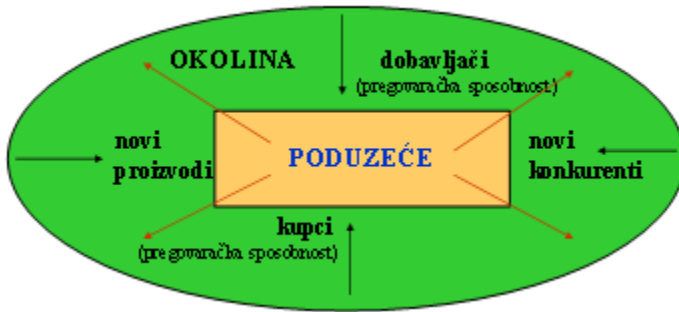 OKOLINA
dobavljači
(pregovaračka sposobnost)
novi
proizvodi
PODUZEĆE
novi
konkurenti
kupci
(pregovaračka sposobnost)